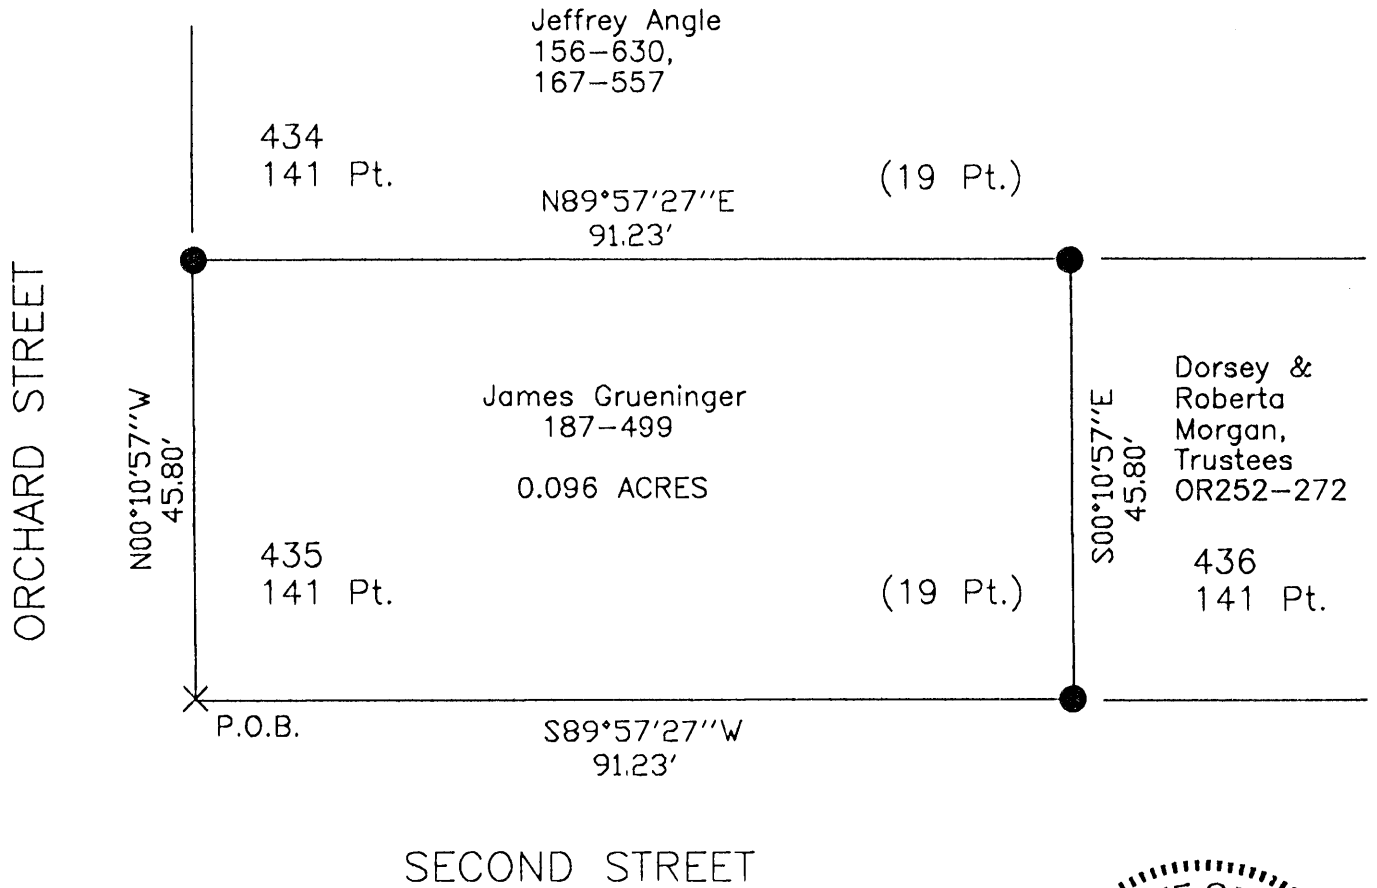 Jeffrey Angle
156–630,
167–557
434
141 Pt.
(19 Pt.)
N89°57'27''E
91.23'
ORCHARD STREET
N00°10'57''W
45.80'
James Grueninger
187–499
0.096 ACRES
S00°10'57''E
45.80'
Dorsey &
Roberta
Morgan,
Trustees
OR252–272
435
141 Pt.
(19 Pt.)
436
141 Pt.
P.O.B.
S89°57'27''W
91.23'
SECOND STREET